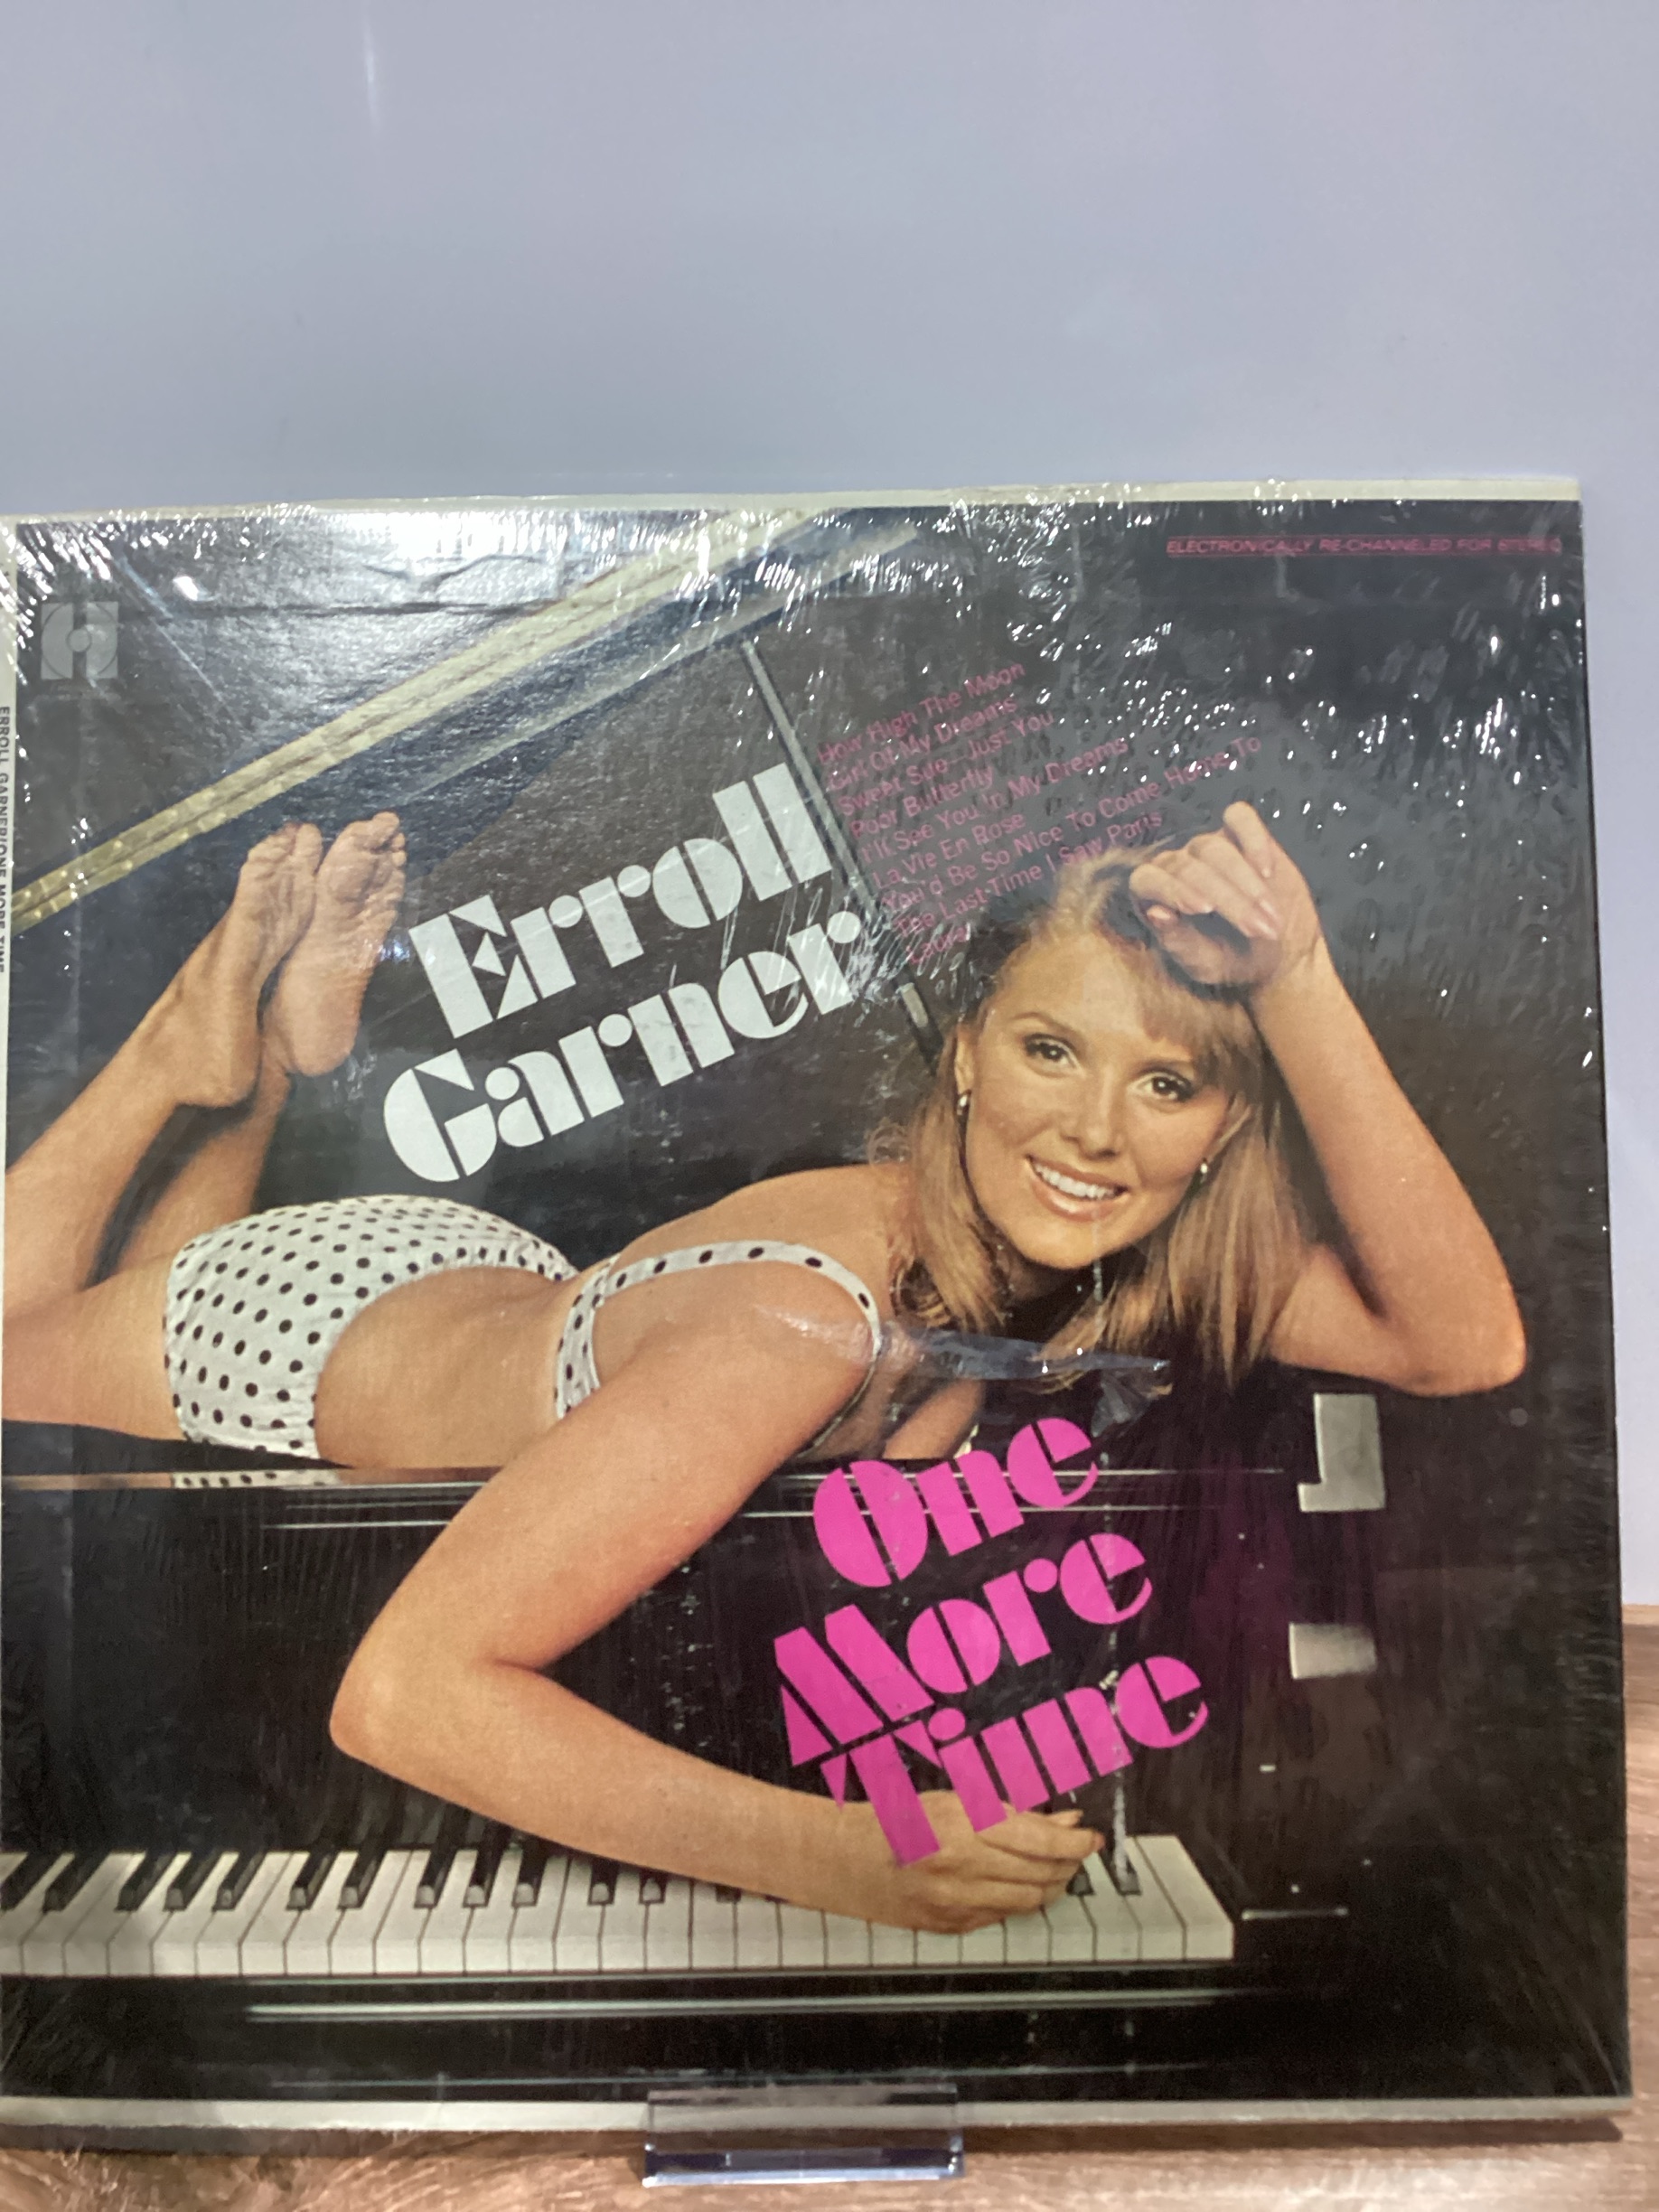 ELECTRONICALLY RE-CHANNELED FOR STEREO
ERROLL GARNER/ONE MORE TIME
How High The Moon
Girl Of My Dreams
Sweet Sue-Just You
Poor Butterfly
I'll See You In My Dreams
La Vie En Rose
You'd Be So Nice To Come Home To
The Last Time I Saw Paris
Laura
Erroll
Garner
One
More
Time